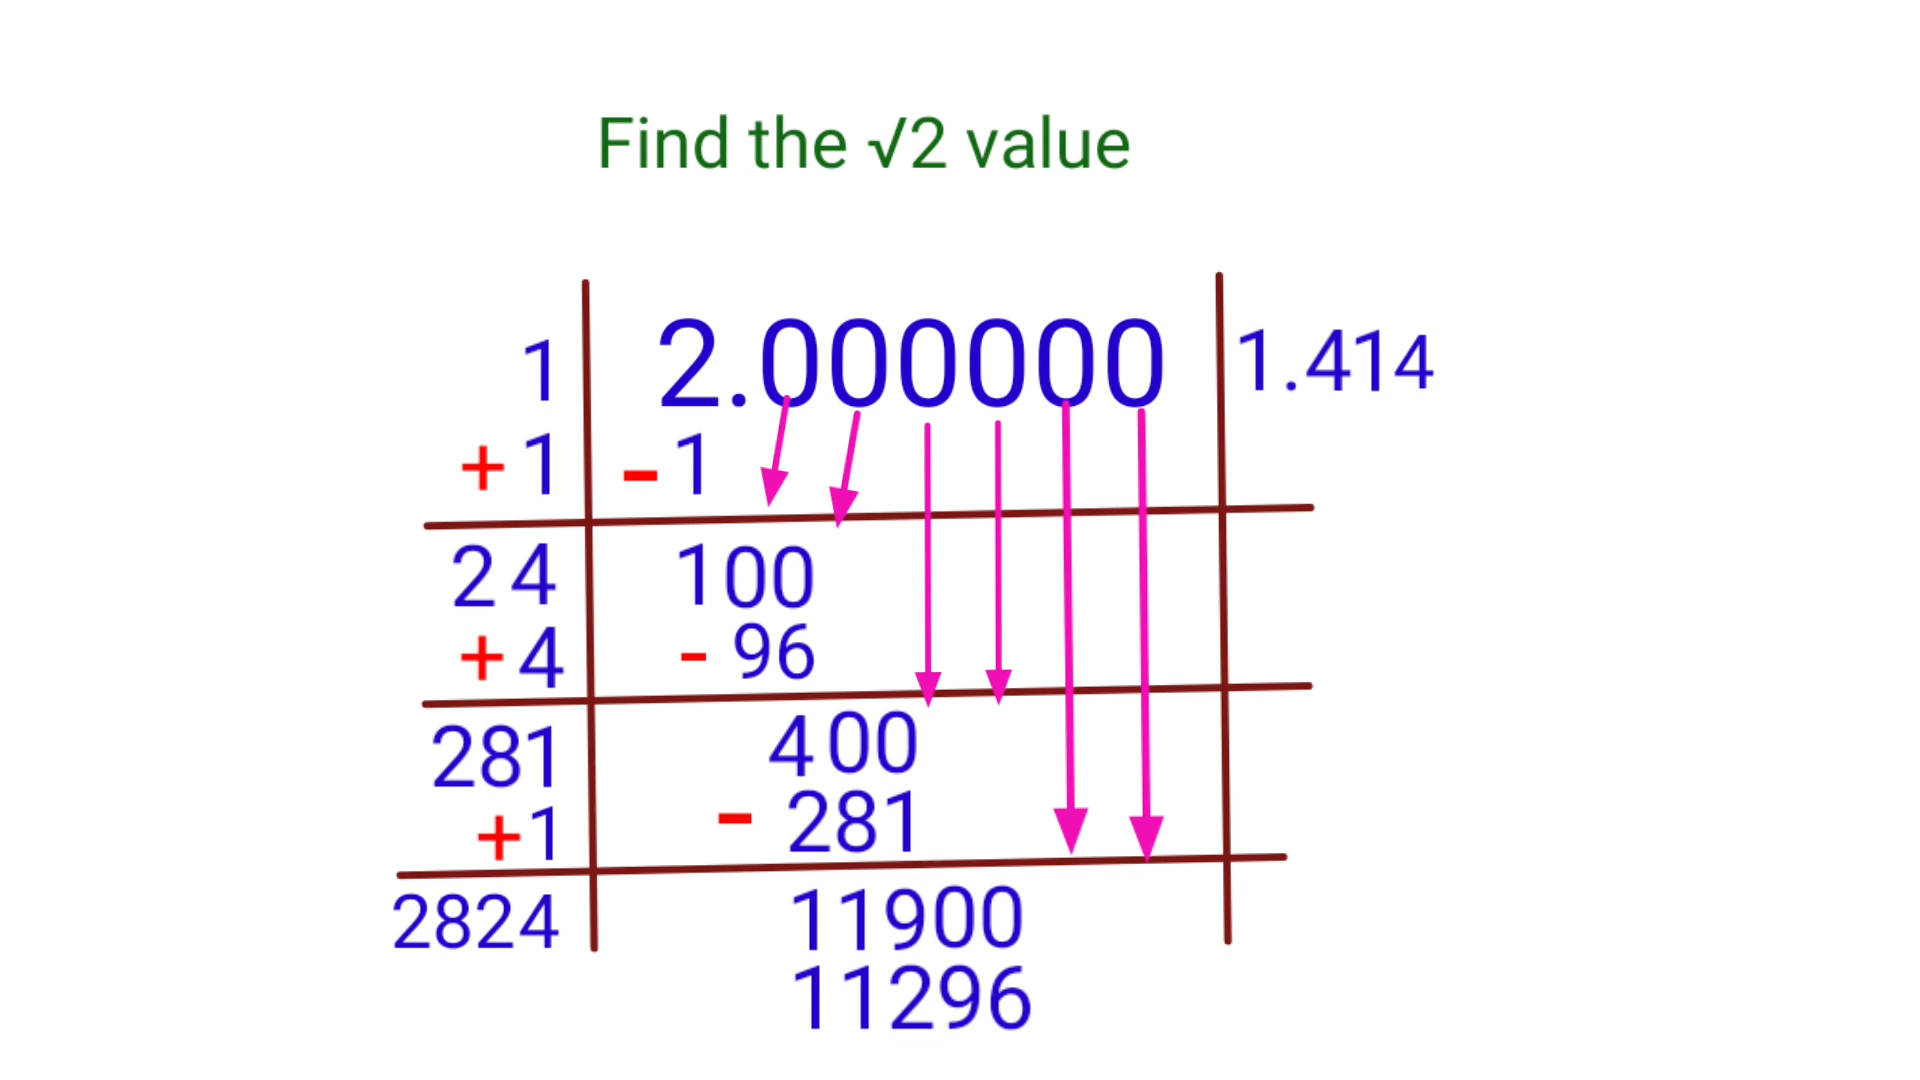 Find the √2 value
1 2.000000 1.414
+ 1 - 1
24 100
+ 4 - 96
281 400
+1 - 281
2824 11900
11296